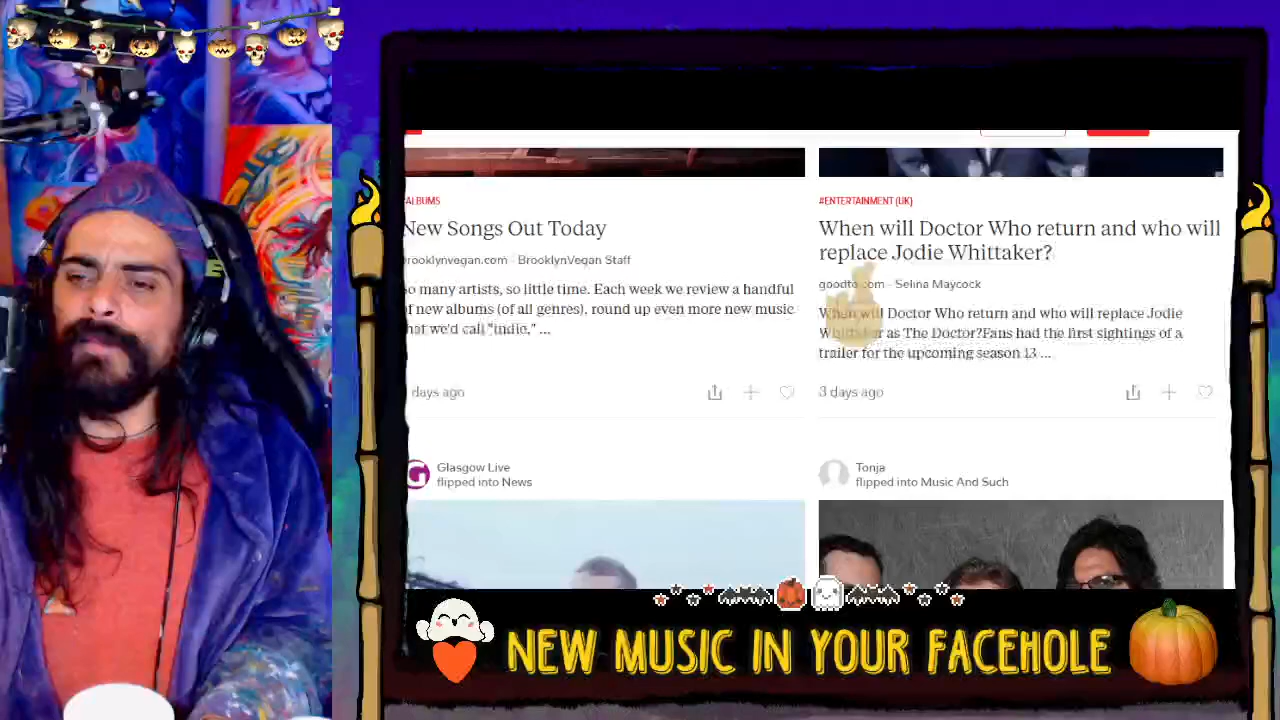 #ENTERTAINMENT (UK)
ALBUMS
New Songs Out Today
When will Doctor Who return and who will
replace Jodie Whittaker?
rooklynvegan.com - BrooklynVegan Staff
- Selina Maycock
o many artists, so little time. Each week we review a handful
f new albums (of all genres), round up even more new music
hat we'd call "indie," ...
When will Doctor Who return and who will replace Jodie
Whittaker as The Doctor?Fans had the first sightings of a
trailer for the upcoming season 13 ...
days ago
3 days ago
Glasgow Live
flipped into News
Tonja
flipped into Music And Such
NEW MUSIC IN YOUR FACEHOLE